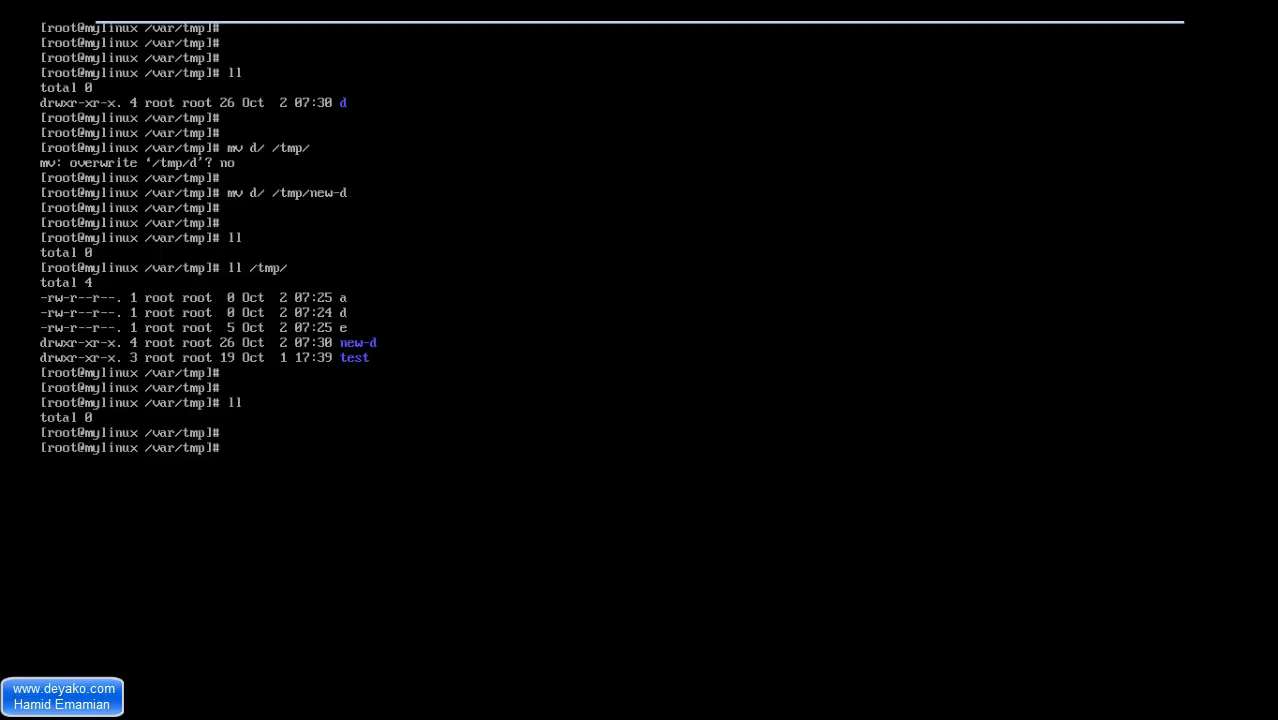 [root@mylinux /var/tmp]#
[root@mylinux /var/tmp]#
[root@mylinux /var/tmp]#
[root@mylinux /var/tmp]# ll
total 0
drwxr-xr-x. 4 root root 26 Oct  2 07:30 d
[root@mylinux /var/tmp]#
[root@mylinux /var/tmp]#
[root@mylinux /var/tmp]# mv d/ /tmp/
mv: overwrite ‘/tmp/d’? no
[root@mylinux /var/tmp]#
[root@mylinux /var/tmp]# mv d/ /tmp/new-d
[root@mylinux /var/tmp]#
[root@mylinux /var/tmp]#
[root@mylinux /var/tmp]# ll
total 0
[root@mylinux /var/tmp]# ll /tmp/
total 4
-rw-r--r--. 1 root root  0 Oct  2 07:25 a
-rw-r--r--. 1 root root  0 Oct  2 07:24 d
-rw-r--r--. 1 root root  5 Oct  2 07:25 e
drwxr-xr-x. 4 root root 26 Oct  2 07:30 new-d
drwxr-xr-x. 3 root root 19 Oct  1 17:39 test
[root@mylinux /var/tmp]#
[root@mylinux /var/tmp]#
[root@mylinux /var/tmp]# ll
total 0
[root@mylinux /var/tmp]#
[root@mylinux /var/tmp]#
www.deyako.com
Hamid Emamian